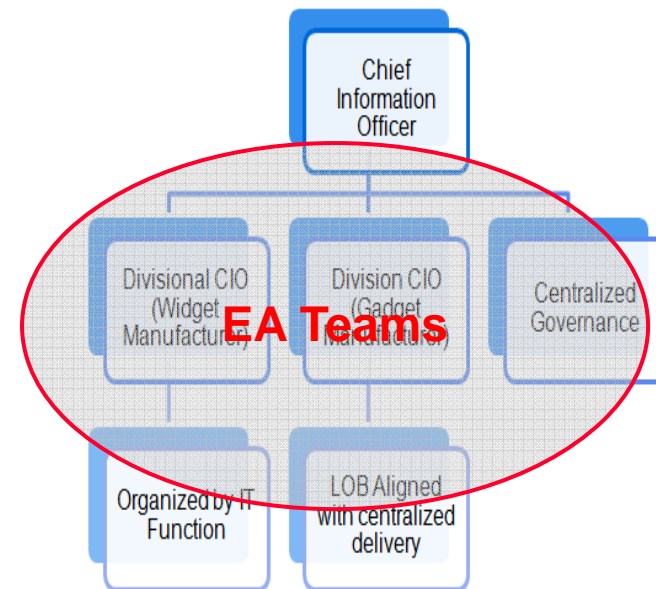 Chief
Information
Officer
Divisional CIO
(Widget
Manufacturer)
Division CIO
(Gadget
Manufacturer)
Centralized
Governance
EA Teams
Organized by IT
Function
LOB Aligned
with centralized
delivery